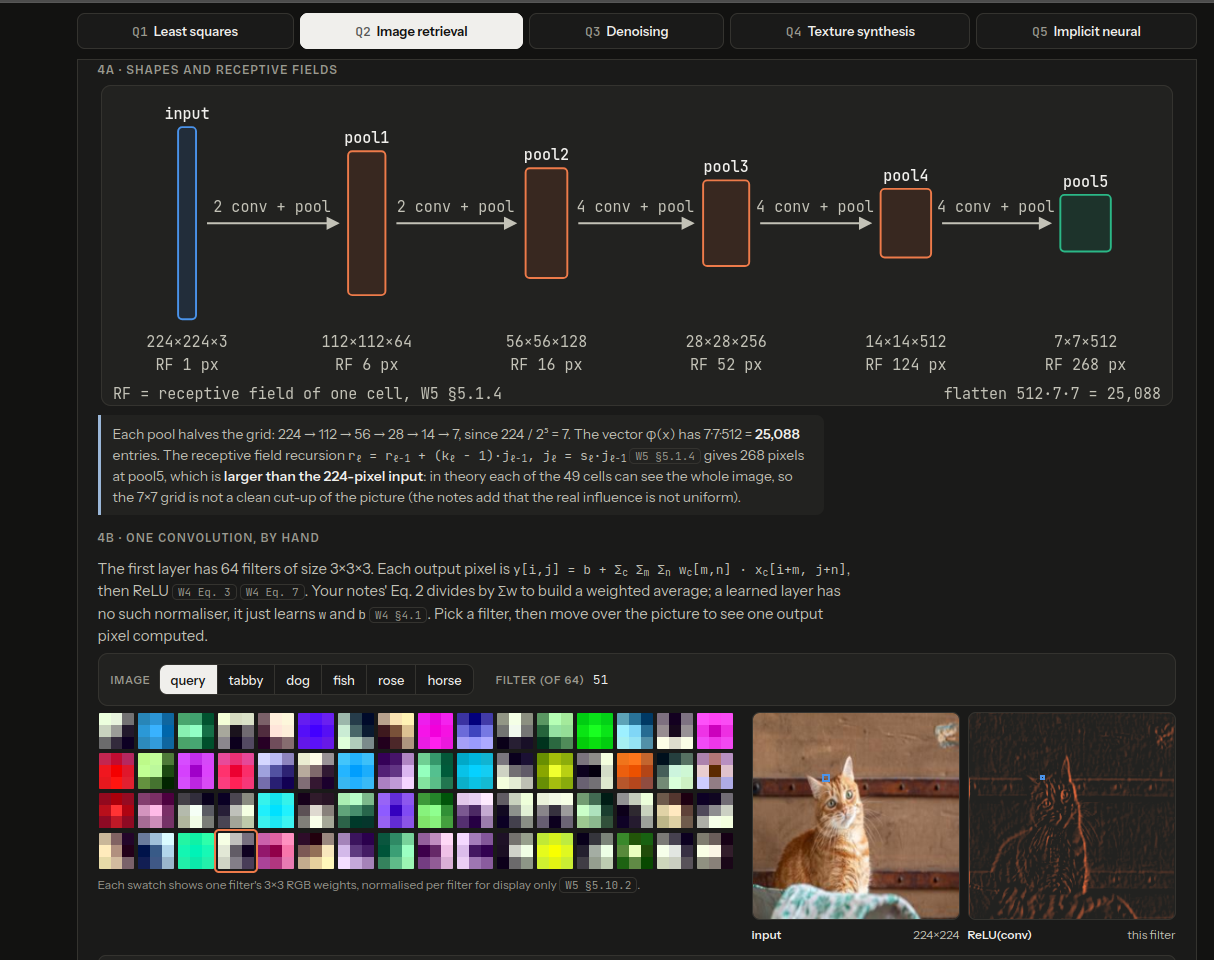 Q1 Least squares
Q2 Image retrieval
Q3 Denoising
Q4 Texture synthesis
Q5 Implicit neural
4A · SHAPES AND RECEPTIVE FIELDS
input
pool1
pool2
pool3
pool4
pool5
2 conv + pool
2 conv + pool
4 conv + pool
4 conv + pool
4 conv + pool
224×224×3
112×112×64
56×56×128
28×28×256
14×14×512
7×7×512
RF 1 px
RF 6 px
RF 16 px
RF 52 px
RF 124 px
RF 268 px
RF = receptive field of one cell, W5 §5.1.4
flatten 512·7·7 = 25,088
Each pool halves the grid: 224 → 112 → 56 → 28 → 14 → 7, since 224 / 2⁵ = 7. The vector φ(x) has 7·7·512 = 25,088
entries. The receptive field recursion rℓ = rℓ-1 + (kℓ - 1)·jℓ-1, jℓ = sℓ·jℓ-1 W5 §5.1.4 gives 268 pixels
at pool5, which is larger than the 224-pixel input: in theory each of the 49 cells can see the whole image, so
the 7×7 grid is not a clean cut-up of the picture (the notes add that the real influence is not uniform).
4B · ONE CONVOLUTION, BY HAND
The first layer has 64 filters of size 3×3×3. Each output pixel is y[i,j] = b + Σc Σm Σn wc[m,n] · xc[i+m, j+n],
then ReLU W4 Eq. 3 W4 Eq. 7. Your notes' Eq. 2 divides by Σw to build a weighted average; a learned layer has
no such normaliser, it just learns w and b W4 §4.1. Pick a filter, then move over the picture to see one output
pixel computed.
IMAGE
query
tabby
dog
fish
rose
horse
FILTER (OF 64) 51
Each swatch shows one filter's 3×3 RGB weights, normalised per filter for display only W5 §5.10.2.
input
224×224
ReLU(conv)
this filter